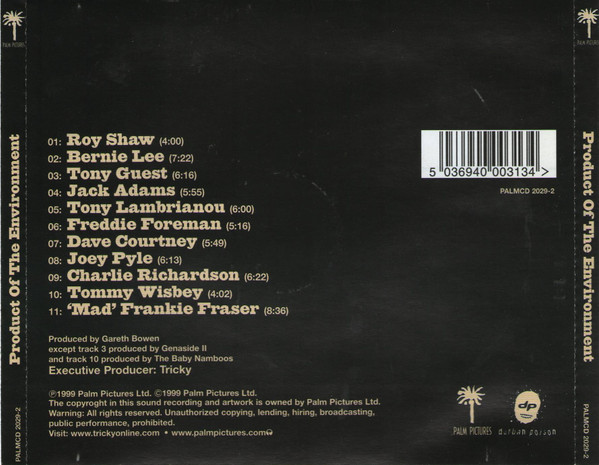 PALM PICTURES
Product Of The Environment
PALMCD 2029-2
01: Roy Shaw (4:00)
02: Bernie Lee (7:22)
03: Tony Guest (6:16)
04: Jack Adams (5:55)
05: Tony Lambrianou (6:00)
06: Freddie Foreman (5:16)
07: Dave Courtney (5:49)
08: Joey Pyle (6:13)
09: Charlie Richardson (6:22)
10: Tommy Wisbey (4:02)
11: ‘Mad’ Frankie Fraser (8:36)
Produced by Gareth Bowen
except track 3 produced by Genaside II
and track 10 produced by The Baby Namboos
Executive Producer: Tricky
℗1999 Palm Pictures Ltd. ©1999 Palm Pictures Ltd.
The copyroght in this sound recording and artwork is owned by Palm Pictures Ltd.
Warning: All rights reserved. Unauthorized copying, lending, hiring, broadcasting,
public performance, prohibited.
Visit: www.trickyonline.com • www.palmpictures.com
5 036940 003134 >
PALMCD 2029-2
PALM PICTURES
dp
durban poison
PALM PICTURES
Product Of The Environment
PALMCD 2029-2